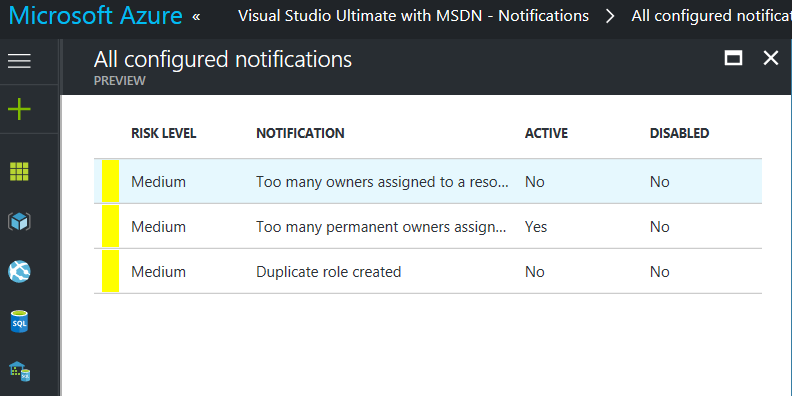 Microsoft Azure « Visual Studio Ultimate with MSDN - Notifications > All configured notificat
All configured notifications
PREVIEW
RISK LEVEL NOTIFICATION ACTIVE DISABLED
Medium Too many owners assigned to a reso... No No
Medium Too many permanent owners assign... Yes No
Medium Duplicate role created No No
SQL